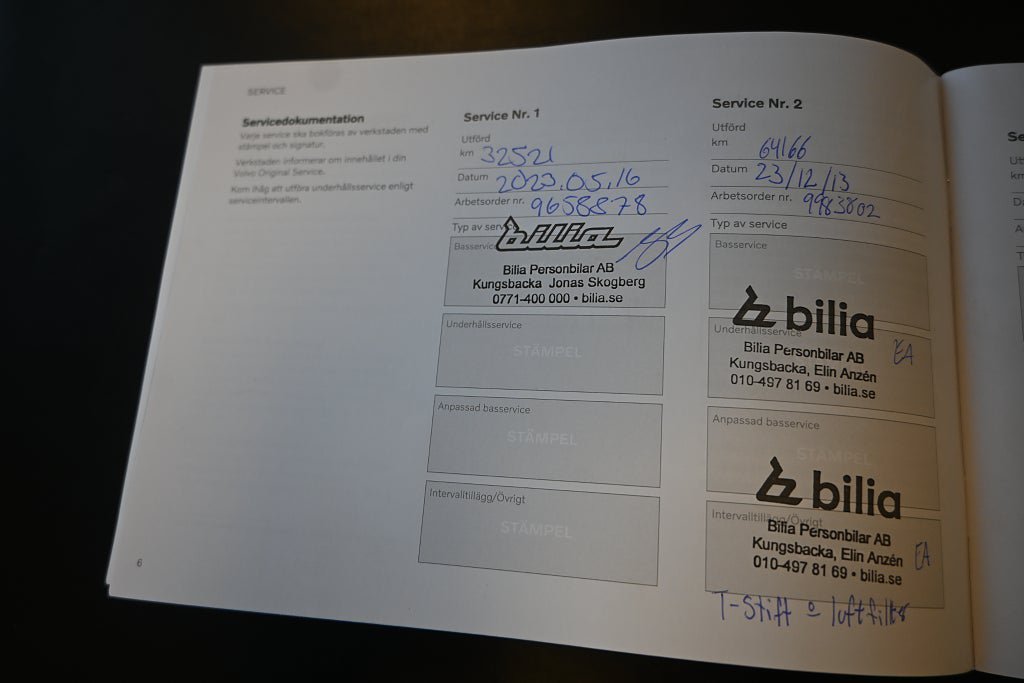 SERVICE
Servicedokumentation
Varje service ska bokföras av verkstaden med
stämpel och signatur.
Verkstaden informerar om innehållet i din
Volvo Original Service.
Kom ihåg att utföra underhållsservice enligt
serviceintervallen.
6
Service Nr. 1
Utförd
km 32521
Datum 2023.05.16
Arbetsorder nr. 9658878
Typ av service
bilia
Basservice
Bilia Personbilar AB
Kungsbacka Jonas Skogberg
0771-400 000 • bilia.se
Underhållsservice
STÄMPEL
Anpassad basservice
STÄMPEL
Intervalltillägg/Övrigt
STÄMPEL
Service Nr. 2
Utförd
km 64166
Datum 23/12/13
Arbetsorder nr. 9983802
Typ av service
Basservice
STÄMPEL
bilia
Underhållsservice
Bilia Personbilar AB EA
Kungsbacka, Elin Anzén
010-497 81 69 • bilia.se
Anpassad basservice
STÄMPEL
bilia
Intervalltillägg/Övrigt
Bilia Personbilar AB
Kungsbacka, Elin Anzén EA
010-497 81 69 • bilia.se
T-Stift o luftfilter